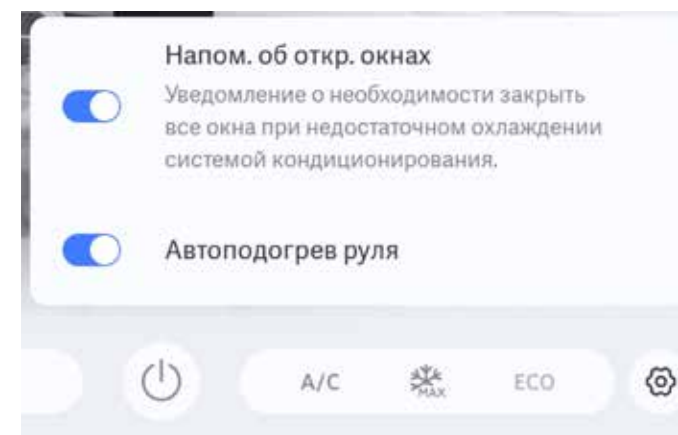 Напом. об откр. окнах
Уведомление о необходимости закрыть
все окна при недостаточном охлаждении
системой кондиционирования.
Автоподогрев руля
A/C
MAX
ECO